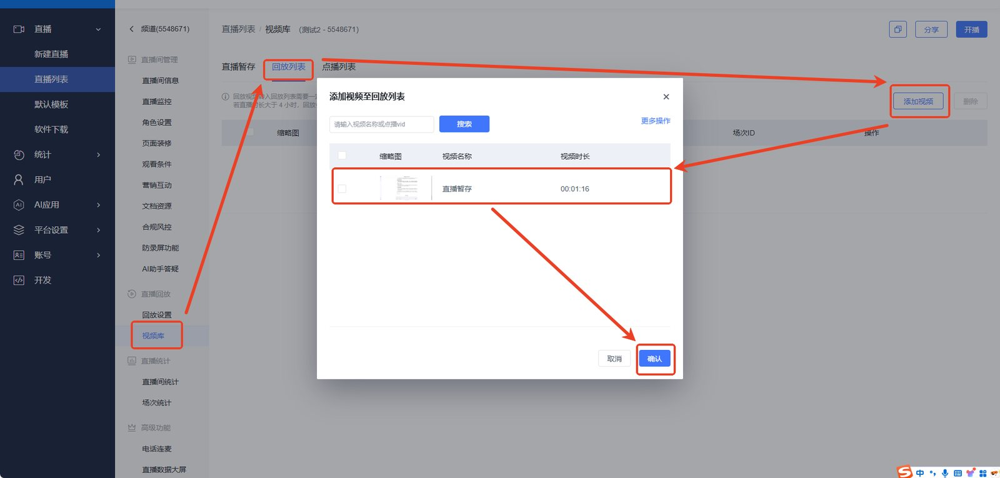 直播
新建直播
直播列表
默认模板
软件下载
统计
用户
AI应用
平台设置
账号
开发
频道(5548671)
直播间管理
直播间信息
直播监控
角色设置
页面装修
观看条件
营销互动
文档资源
合规风控
防录屏功能
AI助手答疑
直播回放
回放设置
视频库
直播统计
直播间统计
场次统计
高级功能
电话连麦
直播数据大屏
直播列表 / 视频库 (测试2 - 5548671)
分享
开播
直播暂存 回放列表 点播列表
回放视频转入回放列表需要一
若直播时长大于 4 小时，回放
添加视频
删除
缩略图 场次ID 操作
添加视频至回放列表
请输入视频名称或点播vid
搜索
更多操作
缩略图 视频名称 视频时长
直播暂存 00:01:16
取消
确认
中